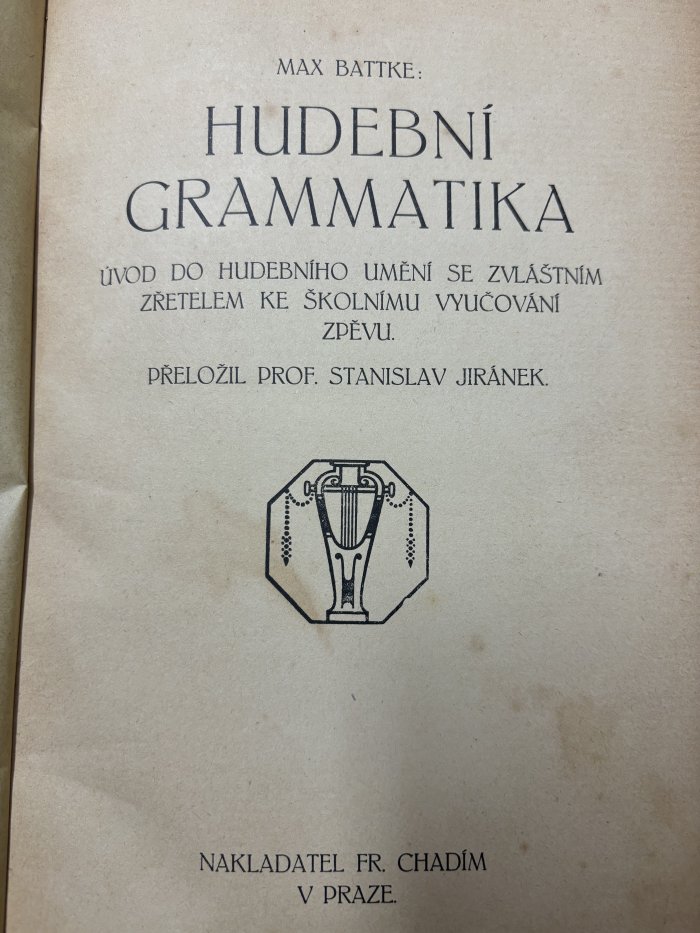 MAX BATTKE:
HUDEBNÍ
GRAMMATIKA
ÚVOD DO HUDEBNÍHO UMĚNÍ SE ZVLÁŠTNÍM
ZŘETELEM KE ŠKOLNÍMU VYUČOVÁNÍ
ZPĚVU.
PŘELOŽIL PROF. STANISLAV JIRÁNEK.
NAKLADATEL FR. CHADÍM
V PRAZE.